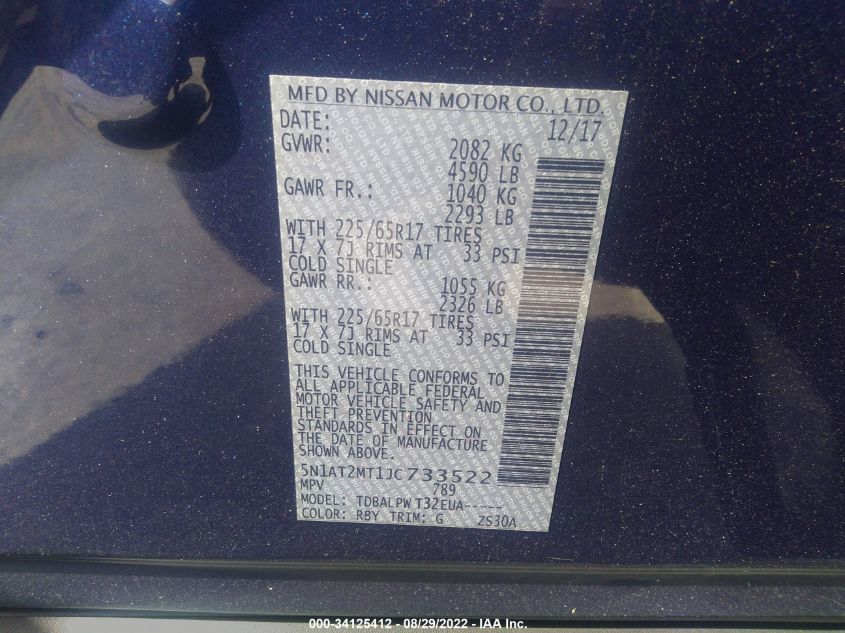 MFD BY NISSAN MOTOR CO., LTD.
DATE: 12/17
GVWR: 2082 KG
4590 LB
GAWR FR.: 1040 KG
2293 LB
WITH 225/65R17 TIRES
17 X 7J RIMS AT 33 PSI
COLD SINGLE
GAWR RR.: 1055 KG
2326 LB
WITH 225/65R17 TIRES
17 X 7J RIMS AT 33 PSI
COLD SINGLE
THIS VEHICLE CONFORMS TO
ALL APPLICABLE FEDERAL
MOTOR VEHICLE SAFETY AND
THEFT PREVENTION
STANDARDS IN EFFECT ON
THE DATE OF MANUFACTURE
SHOWN ABOVE.
5N1AT2MT1JC733522
MPV 789
MODEL: TDBALPW T32EUA-----
COLOR: RBY TRIM: G ZS30A
000-34125412 - 08/29/2022 - IAA Inc.